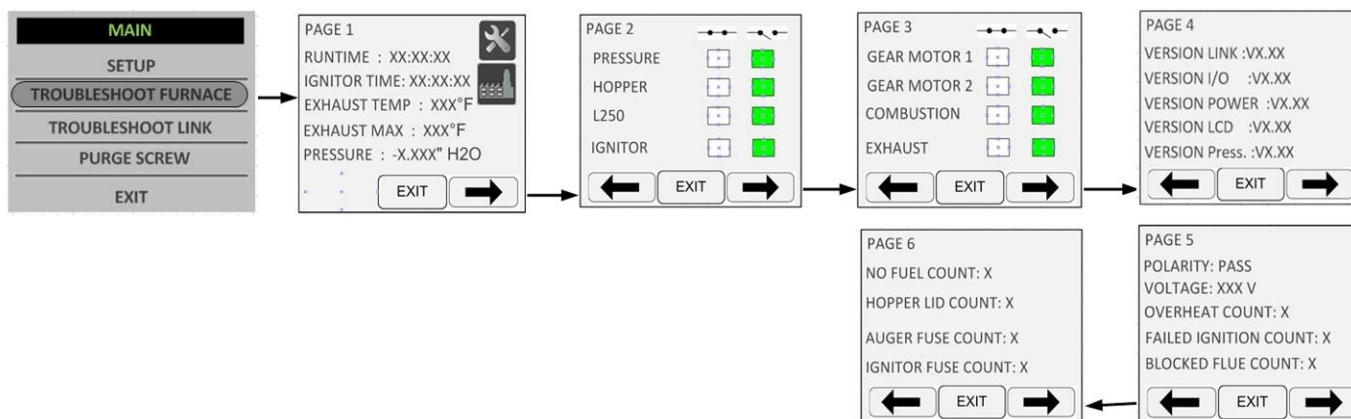 MAIN
SETUP
TROUBLESHOOT FURNACE
TROUBLESHOOT LINK
PURGE SCREW
EXIT
PAGE 1
RUNTIME : XX:XX:XX
IGNITOR TIME: XX:XX:XX
EXHAUST TEMP : XXX°F
EXHAUST MAX : XXX°F
PRESSURE : -X.XXX" H2O
EXIT
PAGE 2
PRESSURE
HOPPER
L250
IGNITOR
EXIT
PAGE 3
GEAR MOTOR 1
GEAR MOTOR 2
COMBUSTION
EXHAUST
EXIT
PAGE 4
VERSION LINK :VX.XX
VERSION I/O :VX.XX
VERSION POWER :VX.XX
VERSION LCD :VX.XX
VERSION Press. :VX.XX
EXIT
PAGE 5
POLARITY: PASS
VOLTAGE: XXX V
OVERHEAT COUNT: X
FAILED IGNITION COUNT: X
BLOCKED FLUE COUNT: X
EXIT
PAGE 6
NO FUEL COUNT: X
HOPPER LID COUNT: X
AUGER FUSE COUNT: X
IGNITOR FUSE COUNT: X
EXIT